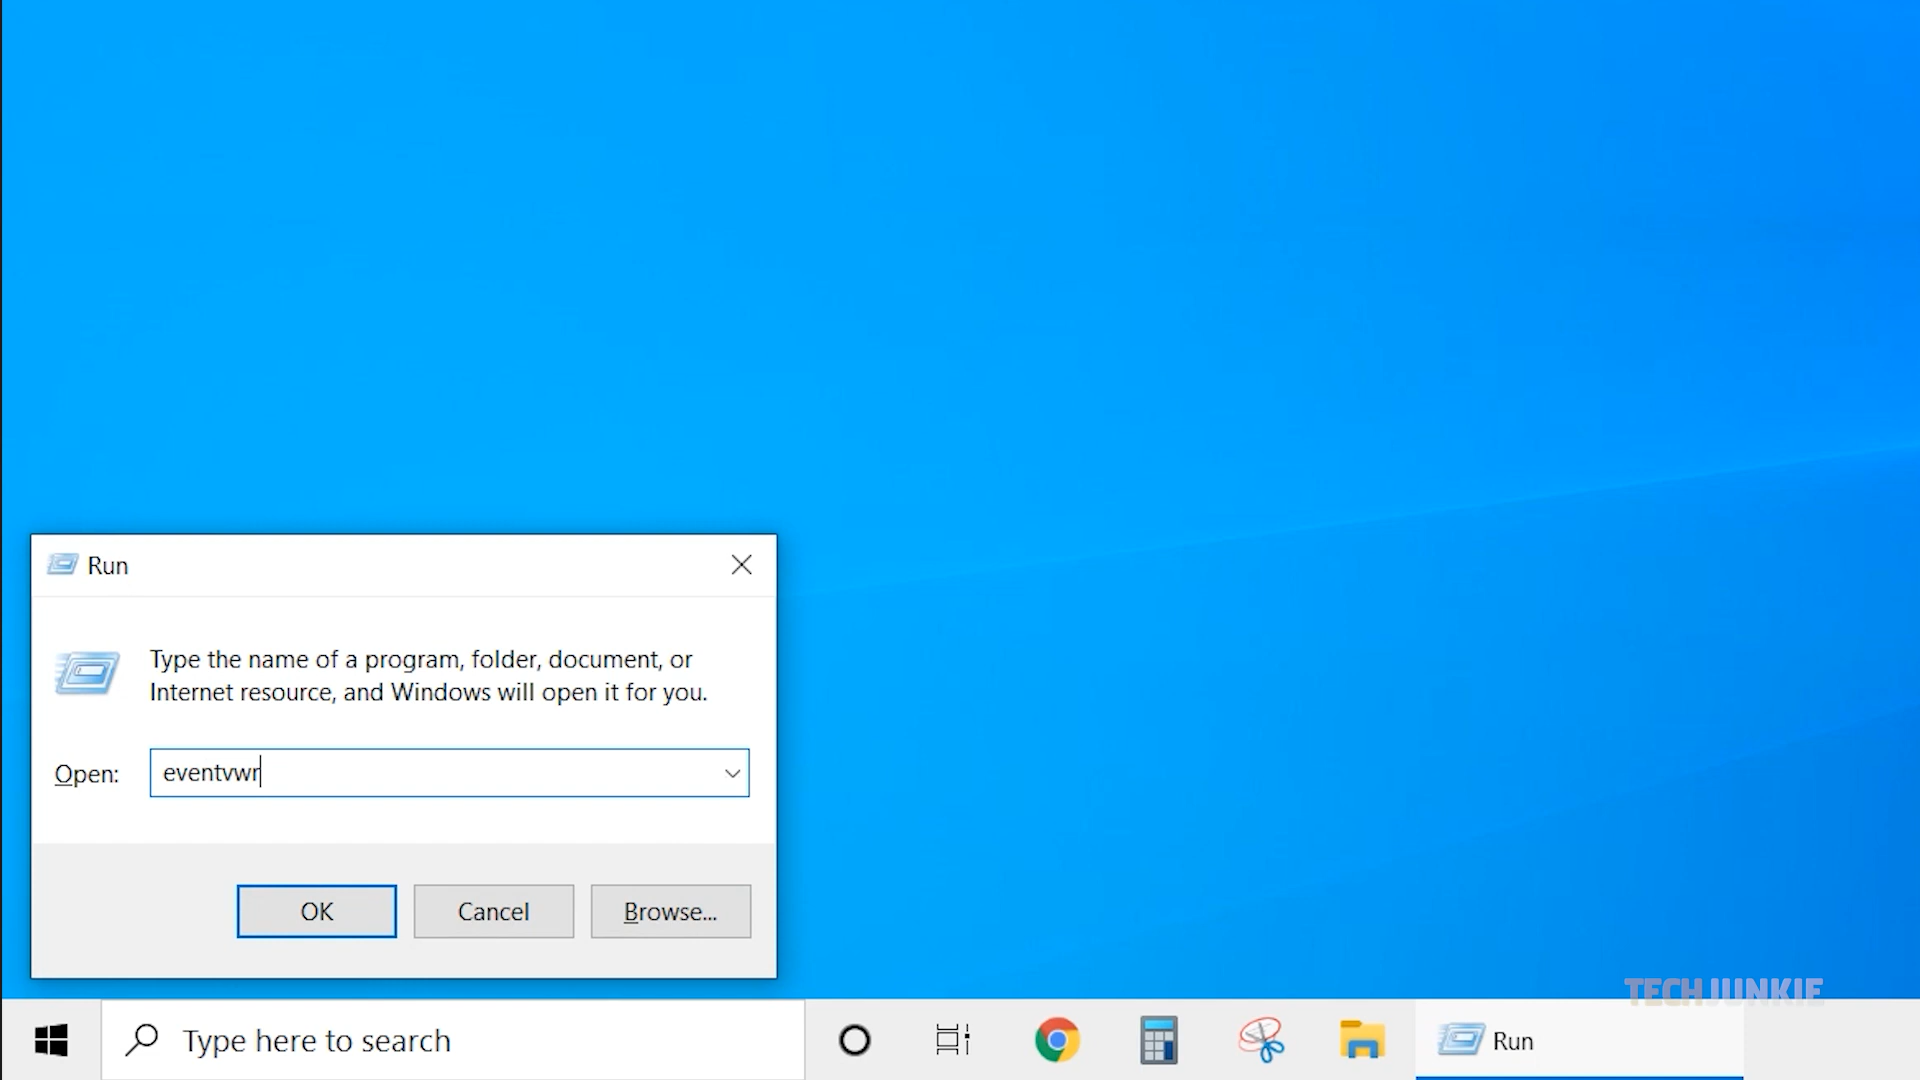 Run
Type the name of a program, folder, document, or
Internet resource, and Windows will open it for you.
Open:
eventvwr
OK
Cancel
Browse...
TECHJUNKIE
Type here to search
Run